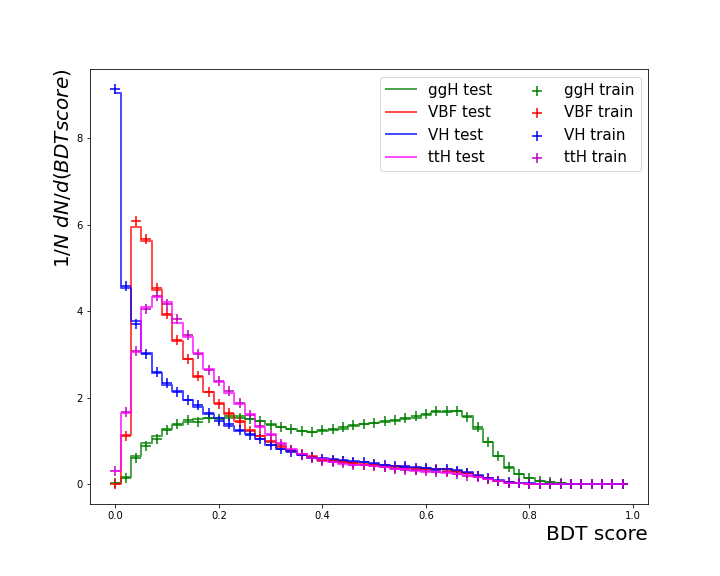 1/N dN/d(BDTscore)
ggH test
VBF test
VH test
ttH test
ggH train
VBF train
VH train
ttH train
8
6
4
2
0
0.0 0.2 0.4 0.6 0.8 1.0
BDT score